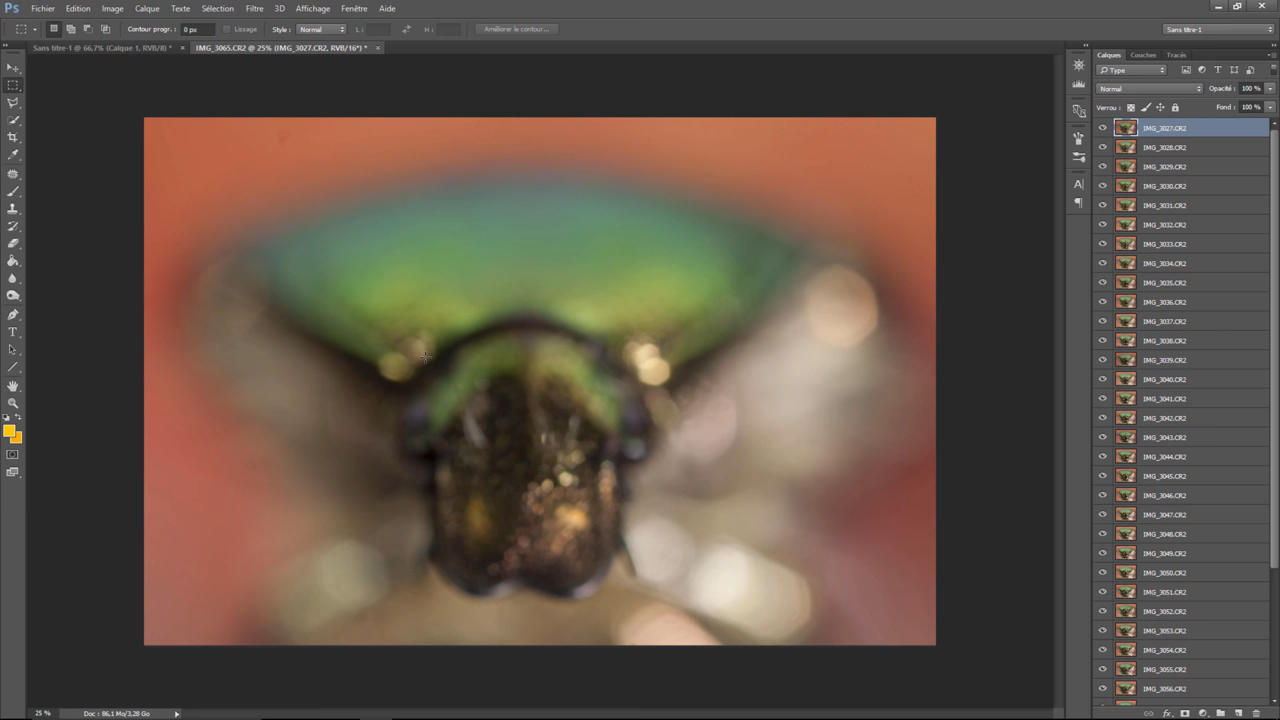 Ps Fichier Edition Image Calque Texte Sélection Filtre 3D Affichage Fenêtre Aide
Contour progr. : 0 px Lissage Style : Normal L : H : Améliorer le contour... Sans titre-1
Sans titre-1 @ 66,7% (Calque 1, RVB/8) * × IMG_3065.CR2 @ 25% (IMG_3027.CR2, RVB/16*) * ×
Calques Couches Tracés
Type
Normal Opacité : 100 %
Verrou : Fond : 100 %
IMG_3027.CR2
IMG_3028.CR2
IMG_3029.CR2
IMG_3030.CR2
IMG_3031.CR2
IMG_3032.CR2
IMG_3033.CR2
IMG_3034.CR2
IMG_3035.CR2
IMG_3036.CR2
IMG_3037.CR2
IMG_3038.CR2
IMG_3039.CR2
IMG_3040.CR2
IMG_3041.CR2
IMG_3042.CR2
IMG_3043.CR2
IMG_3044.CR2
IMG_3045.CR2
IMG_3046.CR2
IMG_3047.CR2
IMG_3048.CR2
IMG_3049.CR2
IMG_3050.CR2
IMG_3051.CR2
IMG_3052.CR2
IMG_3053.CR2
IMG_3054.CR2
IMG_3055.CR2
IMG_3056.CR2
25 % Doc : 86,1 Mo/3,28 Go